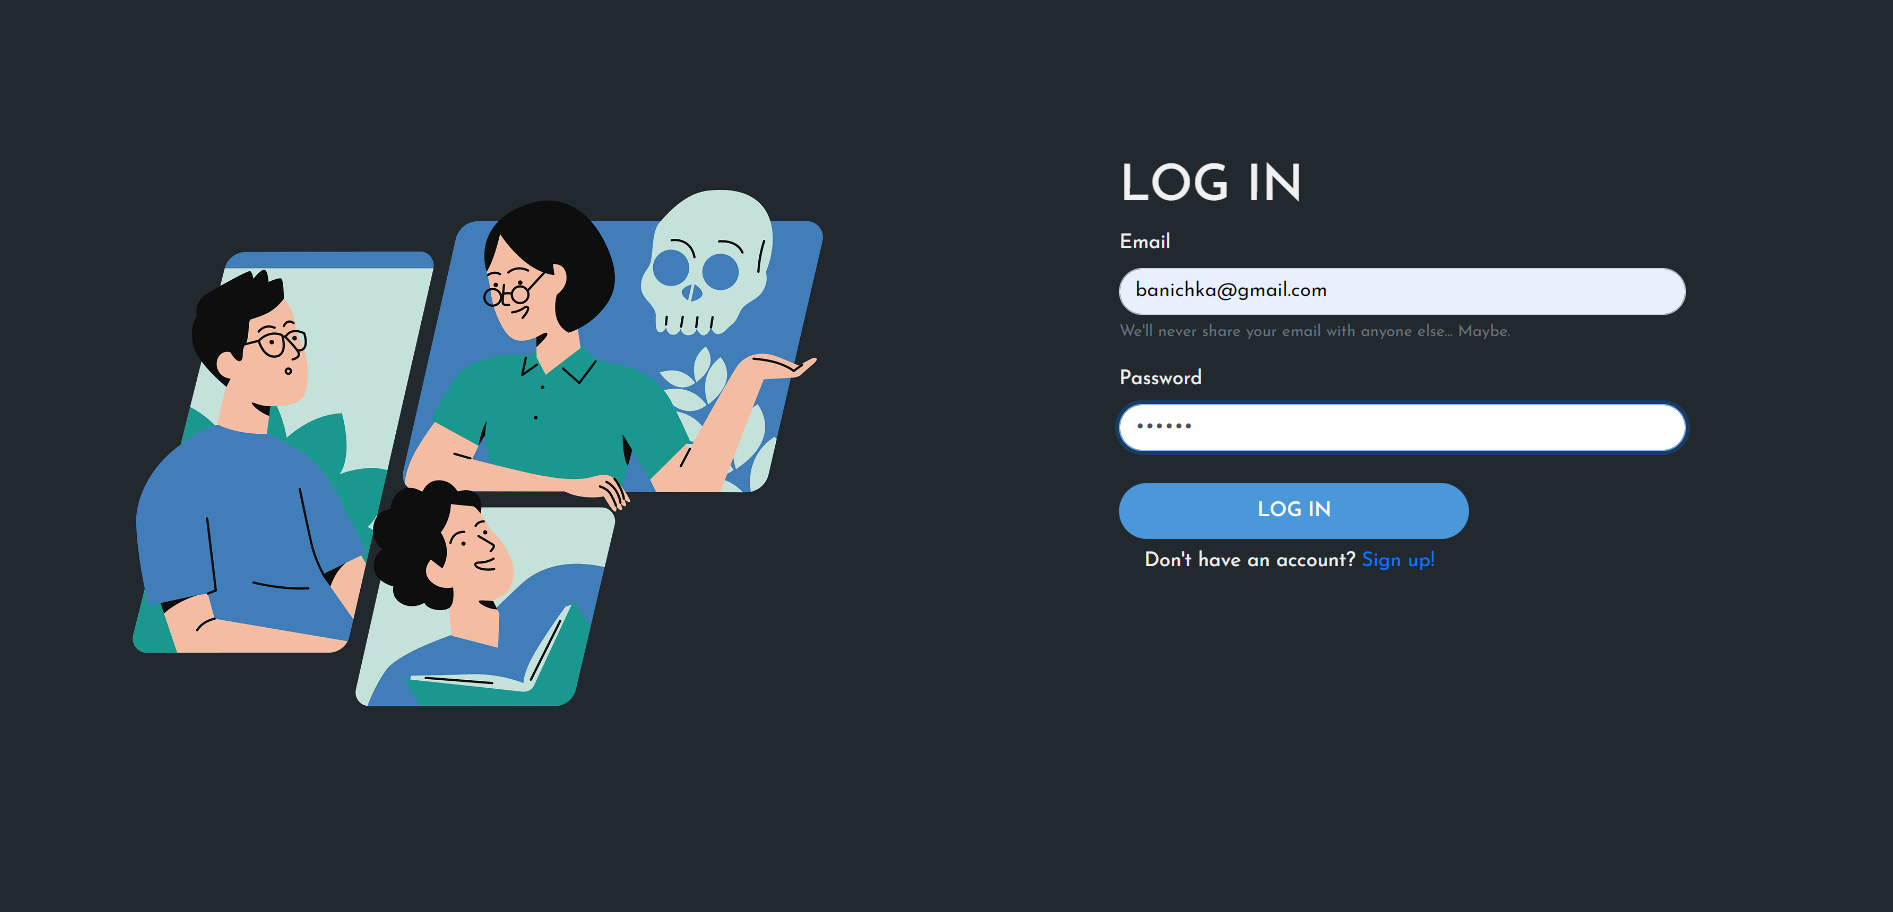 LOG IN
Email
banichka@gmail.com
We'll never share your email with anyone else... Maybe.
Password
••••••
LOG IN
Don't have an account? Sign up!